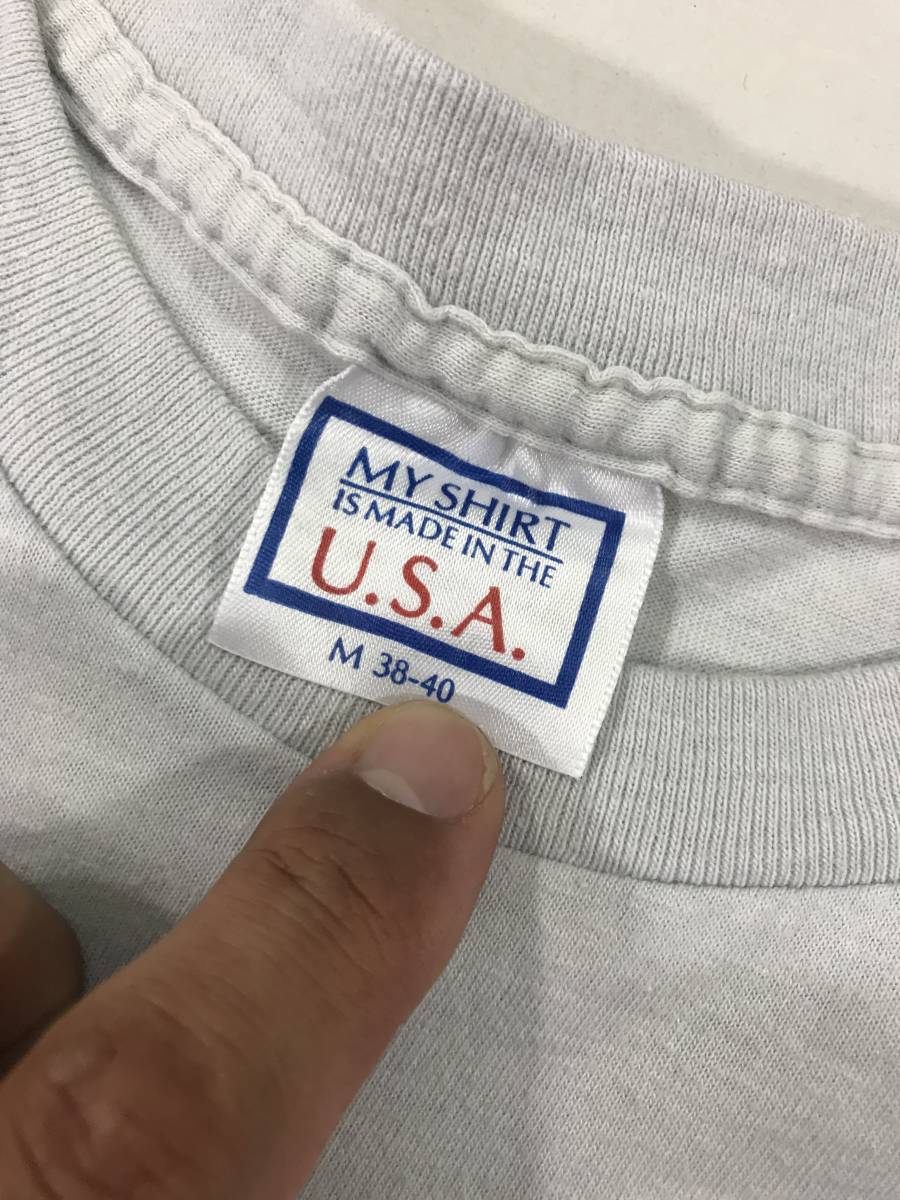 MY SHIRT
IS MADE IN THE
U.S.A.
M 38-40